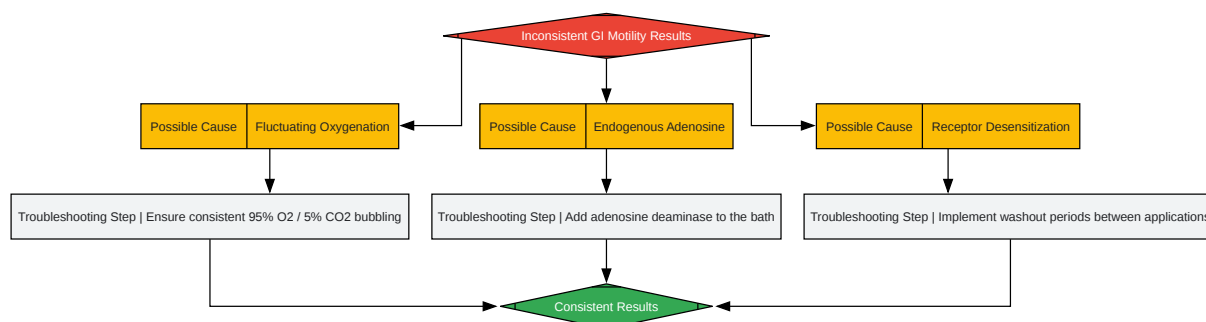 Inconsistent GI Motility Results
Possible Cause
Fluctuating Oxygenation
Possible Cause
Endogenous Adenosine
Possible Cause
Receptor Desensitization
Troubleshooting Step | Ensure consistent 95% O2 / 5% CO2 bubbling
Troubleshooting Step | Add adenosine deaminase to the bath
Troubleshooting Step | Implement washout periods between applications
Consistent Results